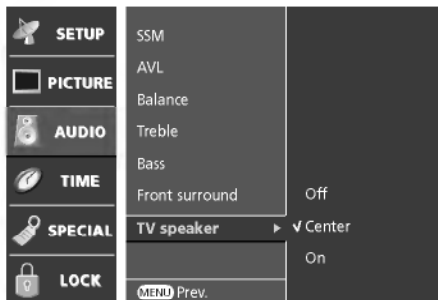 SETUP
PICTURE
AUDIO
TIME
SPECIAL
LOCK
SSM
AVL
Balance
Treble
Bass
Front surround
TV speaker
MENU Prev.
Off
Center
On